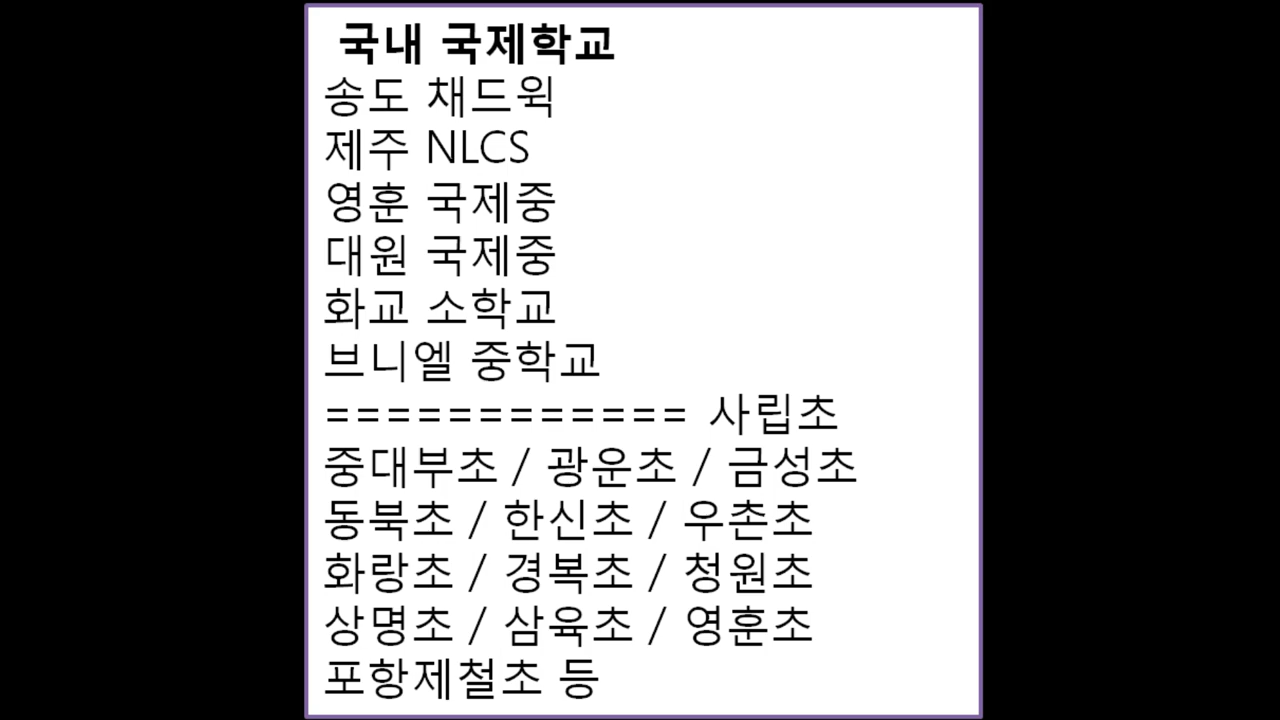 국내 국제학교
송도 채드윅
제주 NLCS
영훈 국제중
대원 국제중
화교 소학교
브니엘 중학교
============ 사립초
중대부초 / 광운초 / 금성초
동북초 / 한신초 / 우촌초
화랑초 / 경복초 / 청원초
상명초 / 삼육초 / 영훈초
포항제철초 등